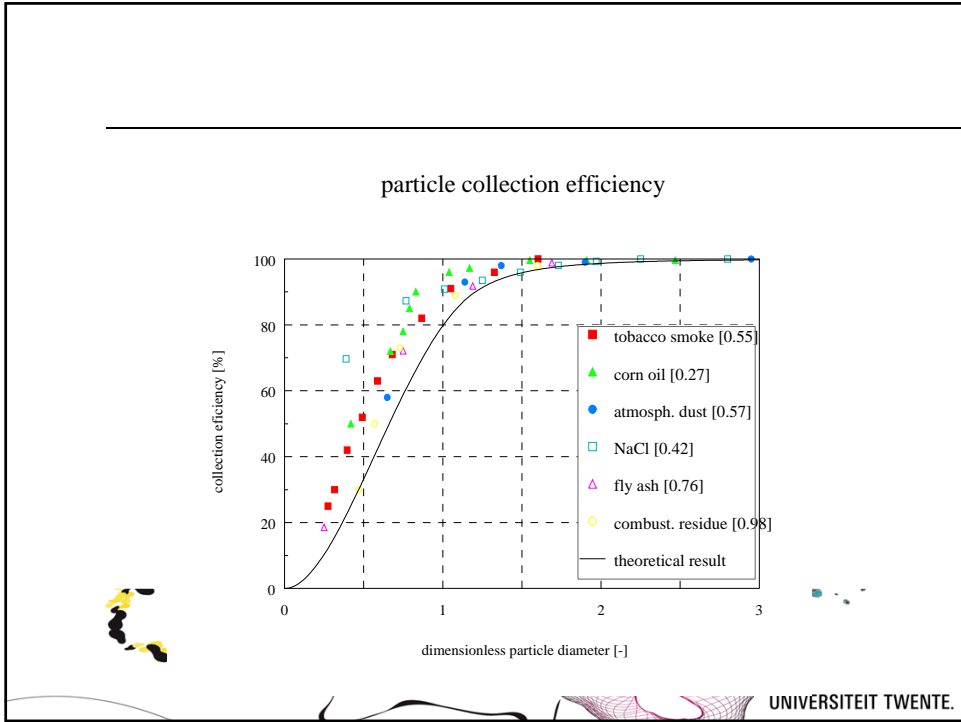 particle collection efficiency
100
80
60
40
20
0
collection eficiency [%]
tobacco smoke [0.55]
corn oil [0.27]
atmosph. dust [0.57]
NaCl [0.42]
fly ash [0.76]
combust. residue [0.98]
theoretical result
0 1 2 3
dimensionless particle diameter [-]
UNIVERSITEIT TWENTE.